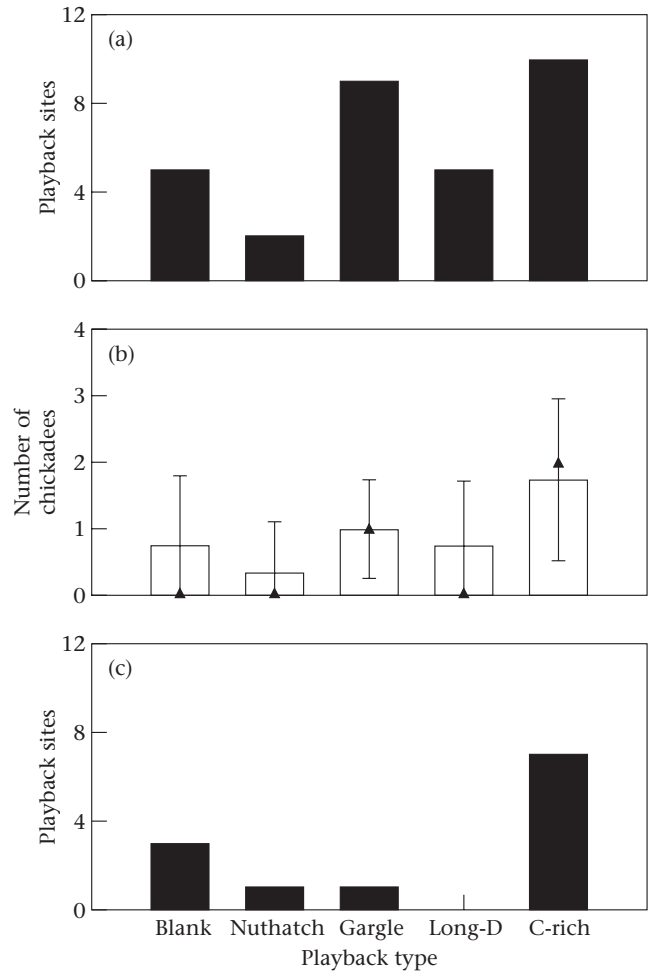 12
(a)
8
4
0
Playback sites
4
(b)
3
2
1
0
Number of
chickadees
12
(c)
8
4
0
Playback sites
Blank Nuthatch Gargle Long-D C-rich
Playback type